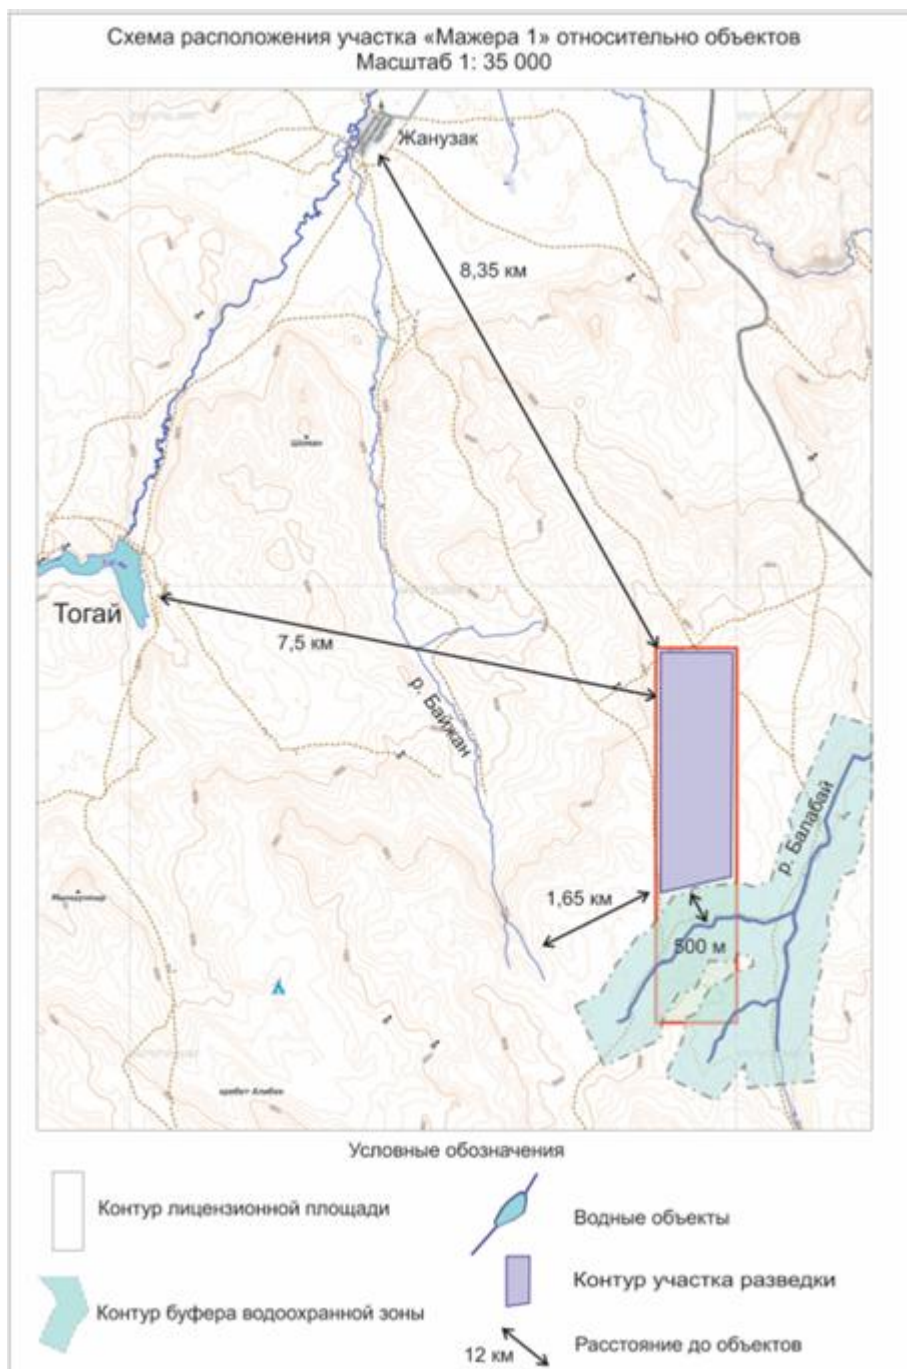 Схема расположения участка «Мажера 1» относительно объектов
Масштаб 1: 35 000
Жанузак
8,35 км
Шоман
Тогай
7,5 км
р. Байжан
р. Балабай
1,65 км
500 м
Условные обозначения
Контур лицензионной площади
Водные объекты
Контур участка разведки
Контур буфера водоохранной зоны
12 км
Расстояние до объектов